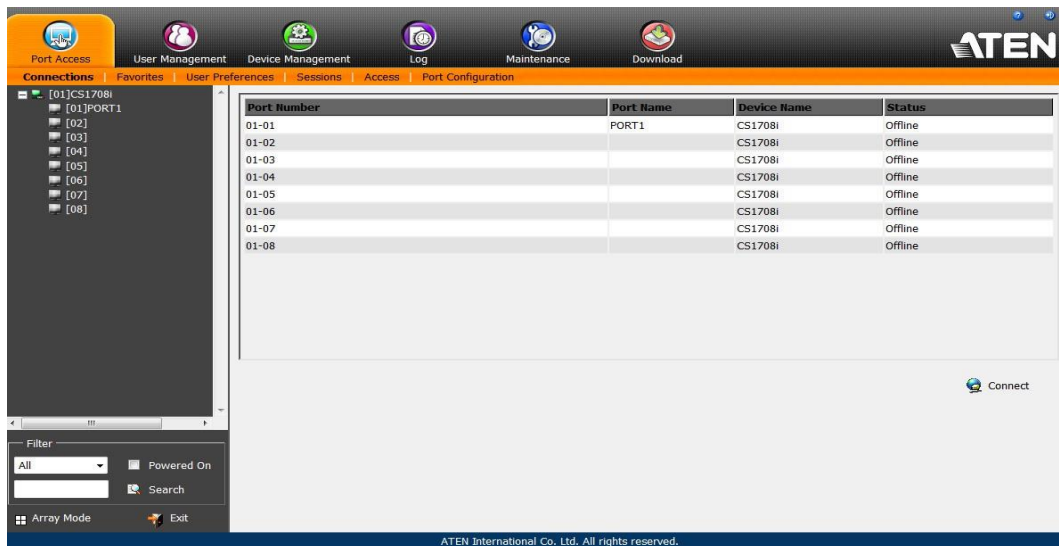 Port Access User Management Device Management Log Maintenance Download
ATEN
Connections Favorites User Preferences Sessions Access Port Configuration
[01]CS1708i
[01]PORT1
[02]
[03]
[04]
[05]
[06]
[07]
[08]
Port Number Port Name Device Name Status
01-01 PORT1 CS1708i Offline
01-02 CS1708i Offline
01-03 CS1708i Offline
01-04 CS1708i Offline
01-05 CS1708i Offline
01-06 CS1708i Offline
01-07 CS1708i Offline
01-08 CS1708i Offline
Connect
Filter
All Powered On
Search
Array Mode Exit
ATEN International Co. Ltd. All rights reserved.